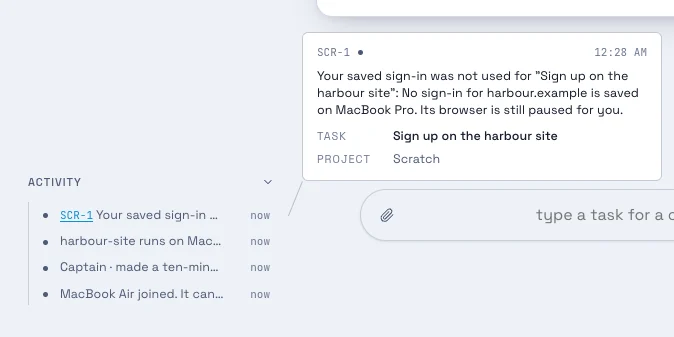 SCR-1 • 12:28 AM
Your saved sign-in was not used for "Sign up on the
harbour site": No sign-in for harbour.example is saved
on MacBook Pro. Its browser is still paused for you.
TASK Sign up on the harbour site
PROJECT Scratch
ACTIVITY
• SCR-1 Your saved sign-in ... now
• harbour-site runs on Mac... now
• Captain · made a ten-min... now
• MacBook Air joined. It can... now
type a task for a